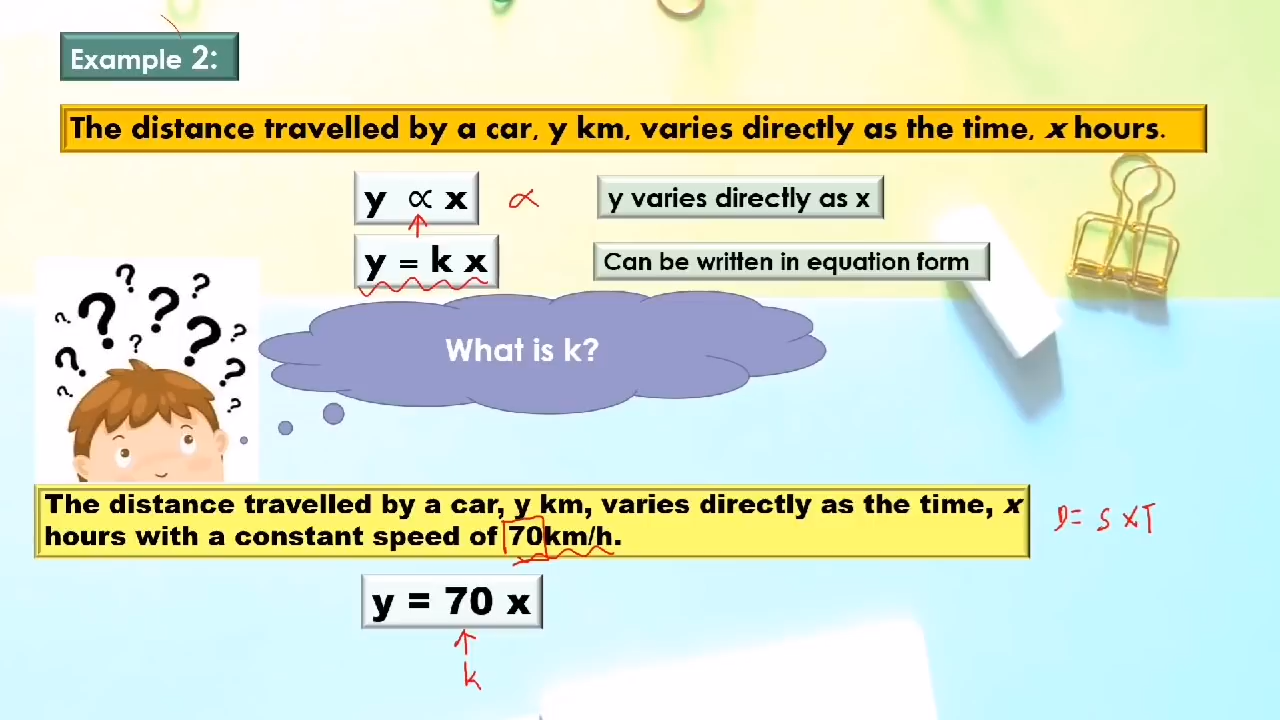 Example 2:
The distance travelled by a car, y km, varies directly as the time, x hours.
y ∝ x ∝ y varies directly as x
y = k x Can be written in equation form
? ? ? ? ? ? ? ? ? ? ? ?
What is k?
The distance travelled by a car, y km, varies directly as the time, x
hours with a constant speed of 70km/h.
D = S x T
y = 70 x
k